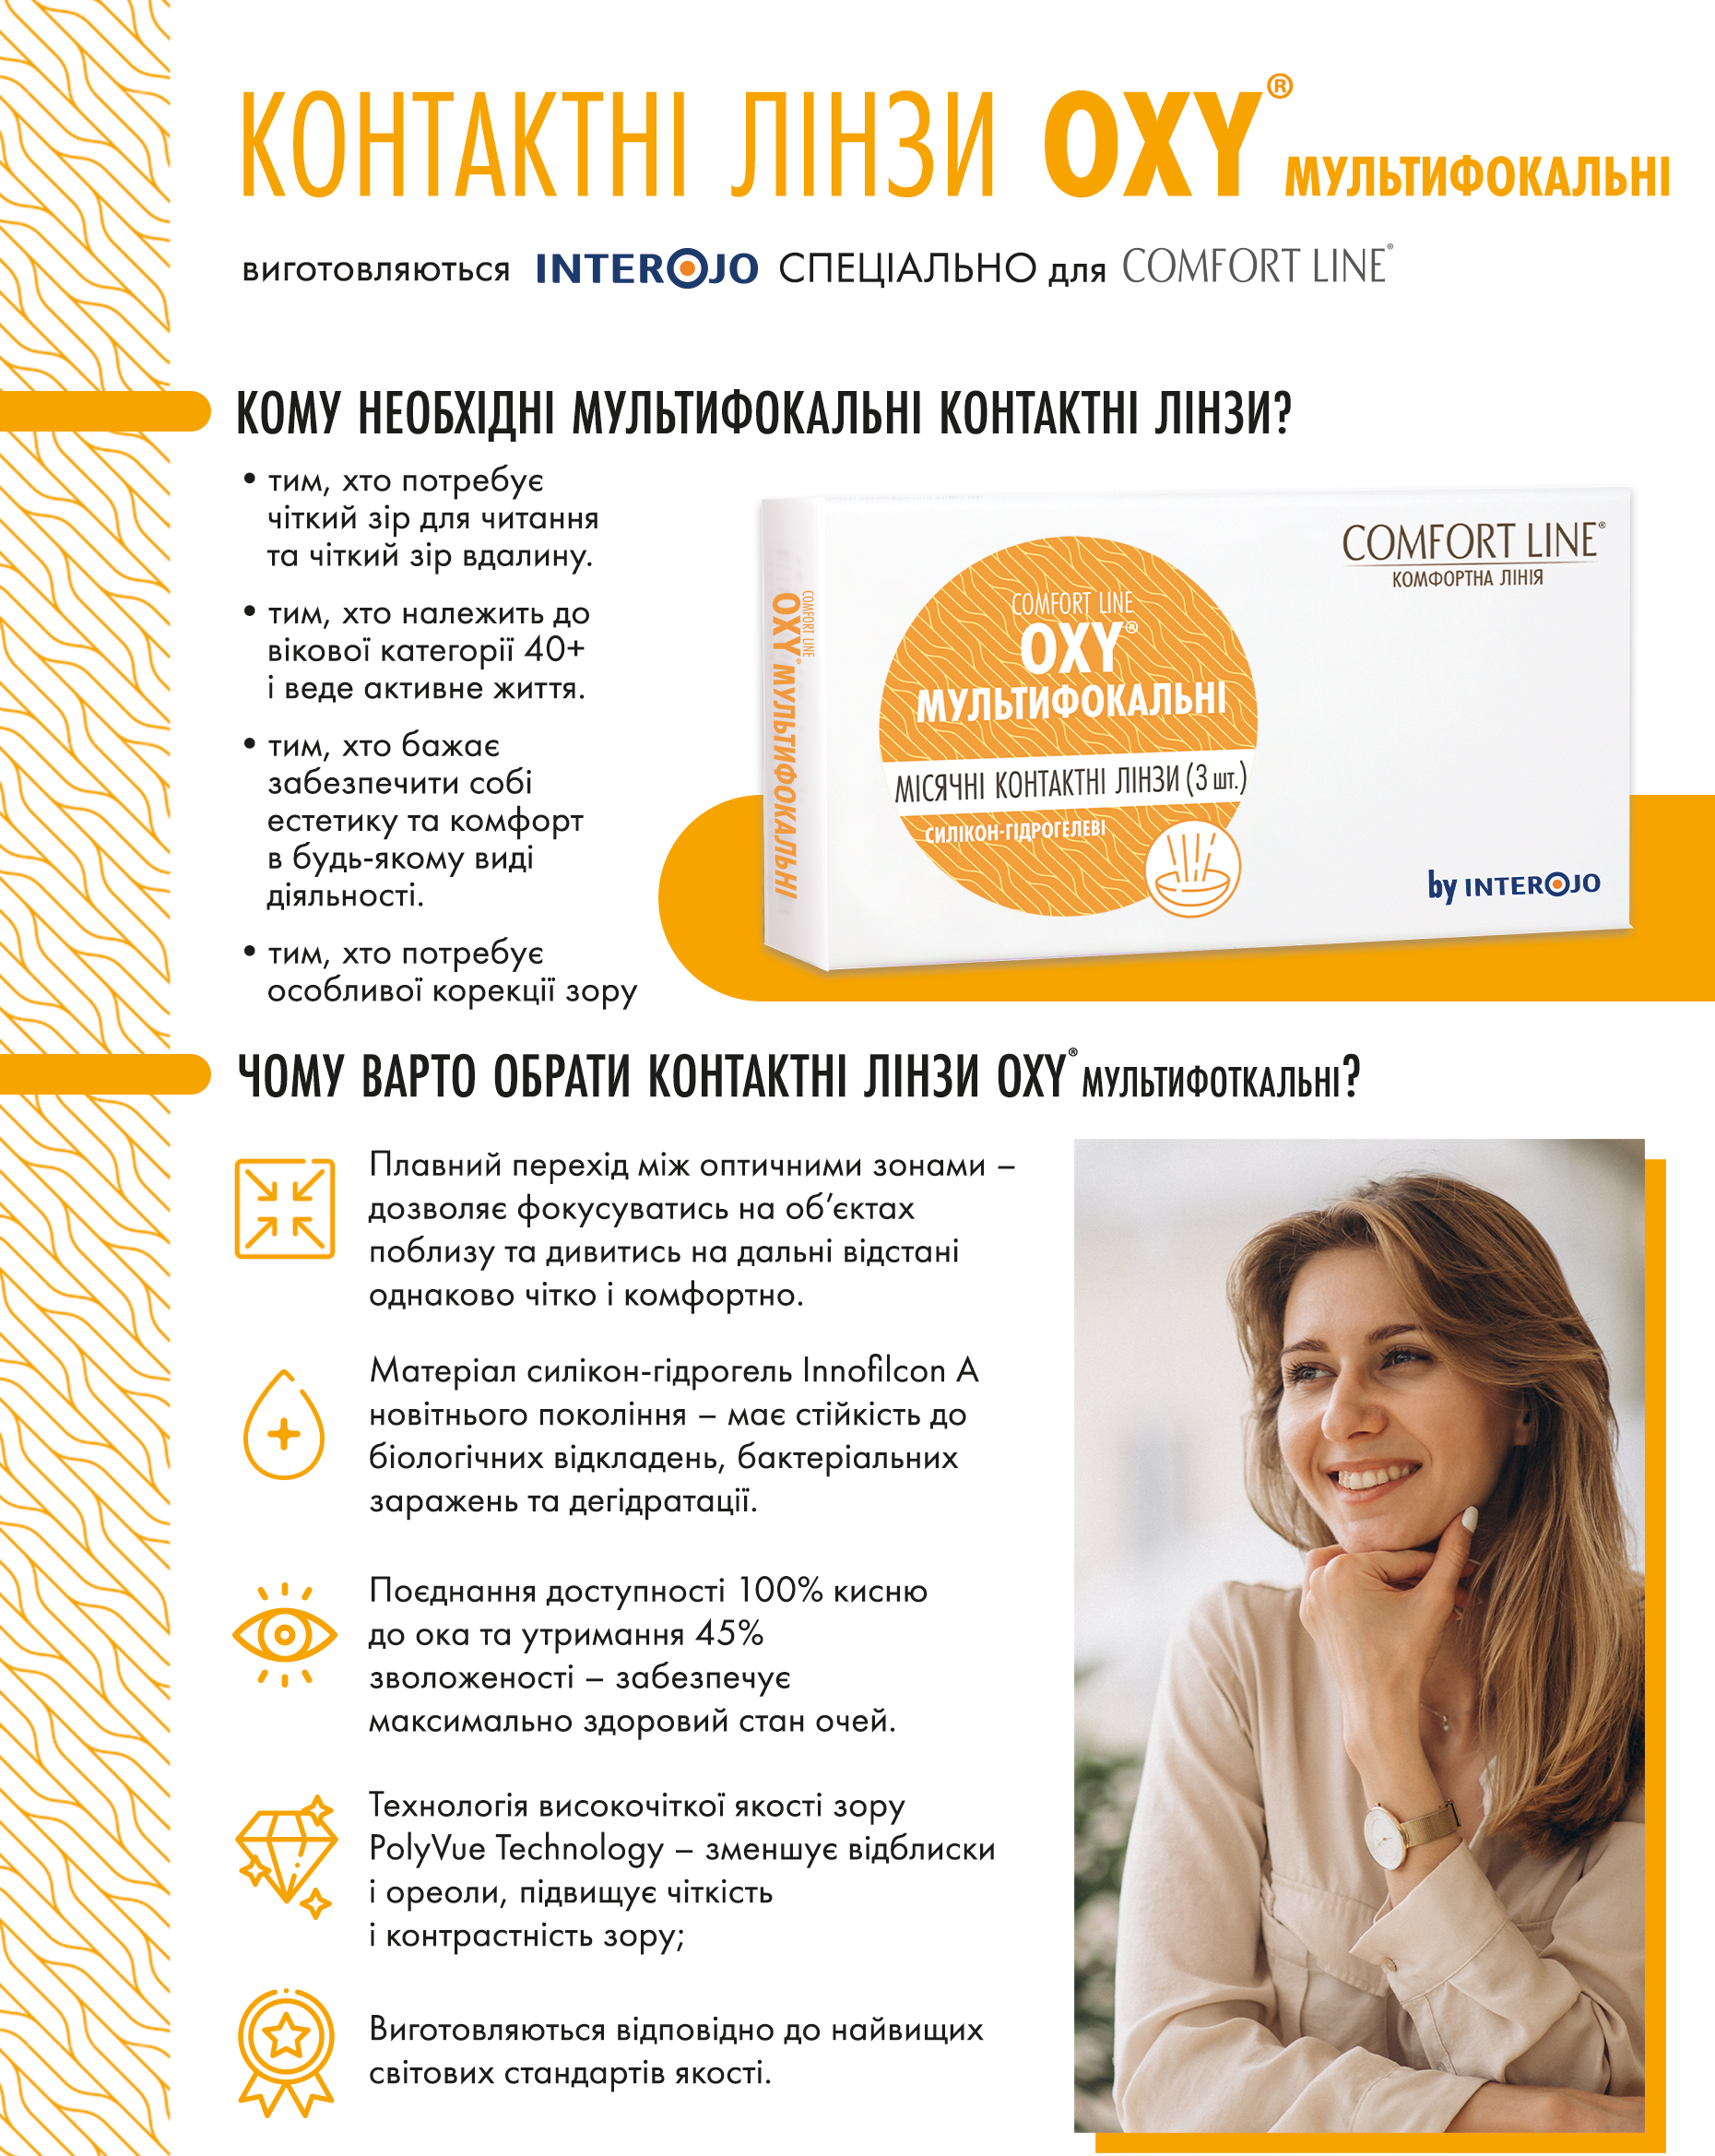 КОНТАКТНІ ЛІНЗИ OXY® МУЛЬТИФОКАЛЬНІ
виготовляються INTEROJO СПЕЦІАЛЬНО для COMFORT LINE®
КОМУ НЕОБХІДНІ МУЛЬТИФОКАЛЬНІ КОНТАКТНІ ЛІНЗИ?
• тим, хто потребує
чіткий зір для читання
та чіткий зір вдалину.
• тим, хто належить до
вікової категорії 40+
і веде активне життя.
• тим, хто бажає
забезпечити собі
естетику та комфорт
в будь-якому виді
діяльності.
• тим, хто потребує
особливої корекції зору
COMFORT LINE
OXY® МУЛЬТИФОКАЛЬНІ
COMFORT LINE
OXY®
МУЛЬТИФОКАЛЬНІ
МІСЯЧНІ КОНТАКТНІ ЛІНЗИ (3 шт.)
СИЛІКОН-ГІДРОГЕЛЕВІ
COMFORT LINE®
КОМФОРТНА ЛІНІЯ
by INTEROJO
ЧОМУ ВАРТО ОБРАТИ КОНТАКТНІ ЛІНЗИ OXY® МУЛЬТИФОТКАЛЬНІ?
Плавний перехід між оптичними зонами –
дозволяє фокусуватись на об’єктах
поблизу та дивитись на дальні відстані
однаково чітко і комфортно.
Матеріал силікон-гідрогель Innofilcon A
новітнього покоління – має стійкість до
біологічних відкладень, бактеріальних
заражень та дегідратації.
Поєднання доступності 100% кисню
до ока та утримання 45%
зволоженості – забезпечує
максимально здоровий стан очей.
Технологія високочіткої якості зору
PolyVue Technology – зменшує відблиски
і ореоли, підвищує чіткість
і контрастність зору;
Виготовляються відповідно до найвищих
світових стандартів якості.